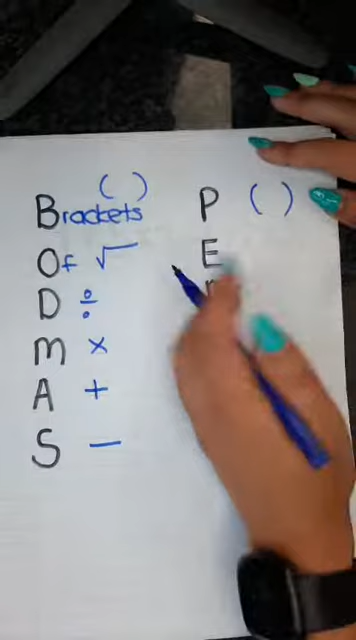 ( )
Brackets
Of √
D ÷
M ×
A +
S −
P ( )
E